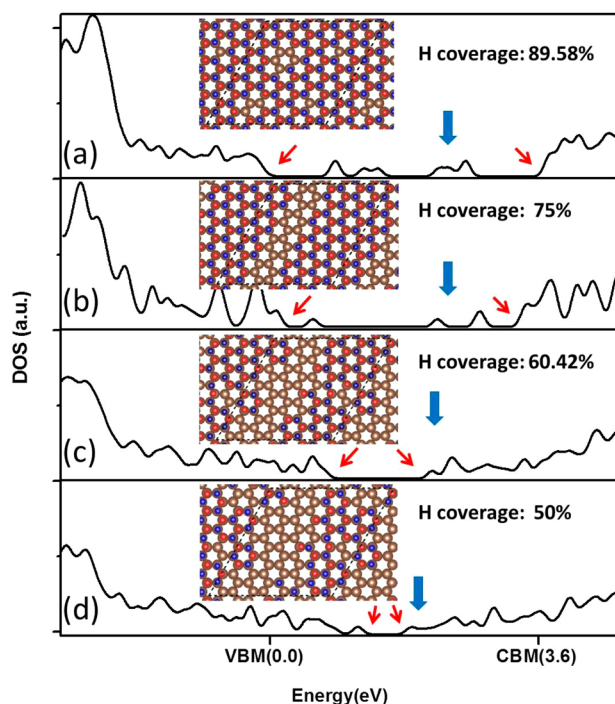 H coverage: 89.58%
(a)
H coverage: 75%
(b)
H coverage: 60.42%
(c)
H coverage: 50%
(d)
DOS (a.u.)
VBM(0.0) CBM(3.6)
Energy(eV)